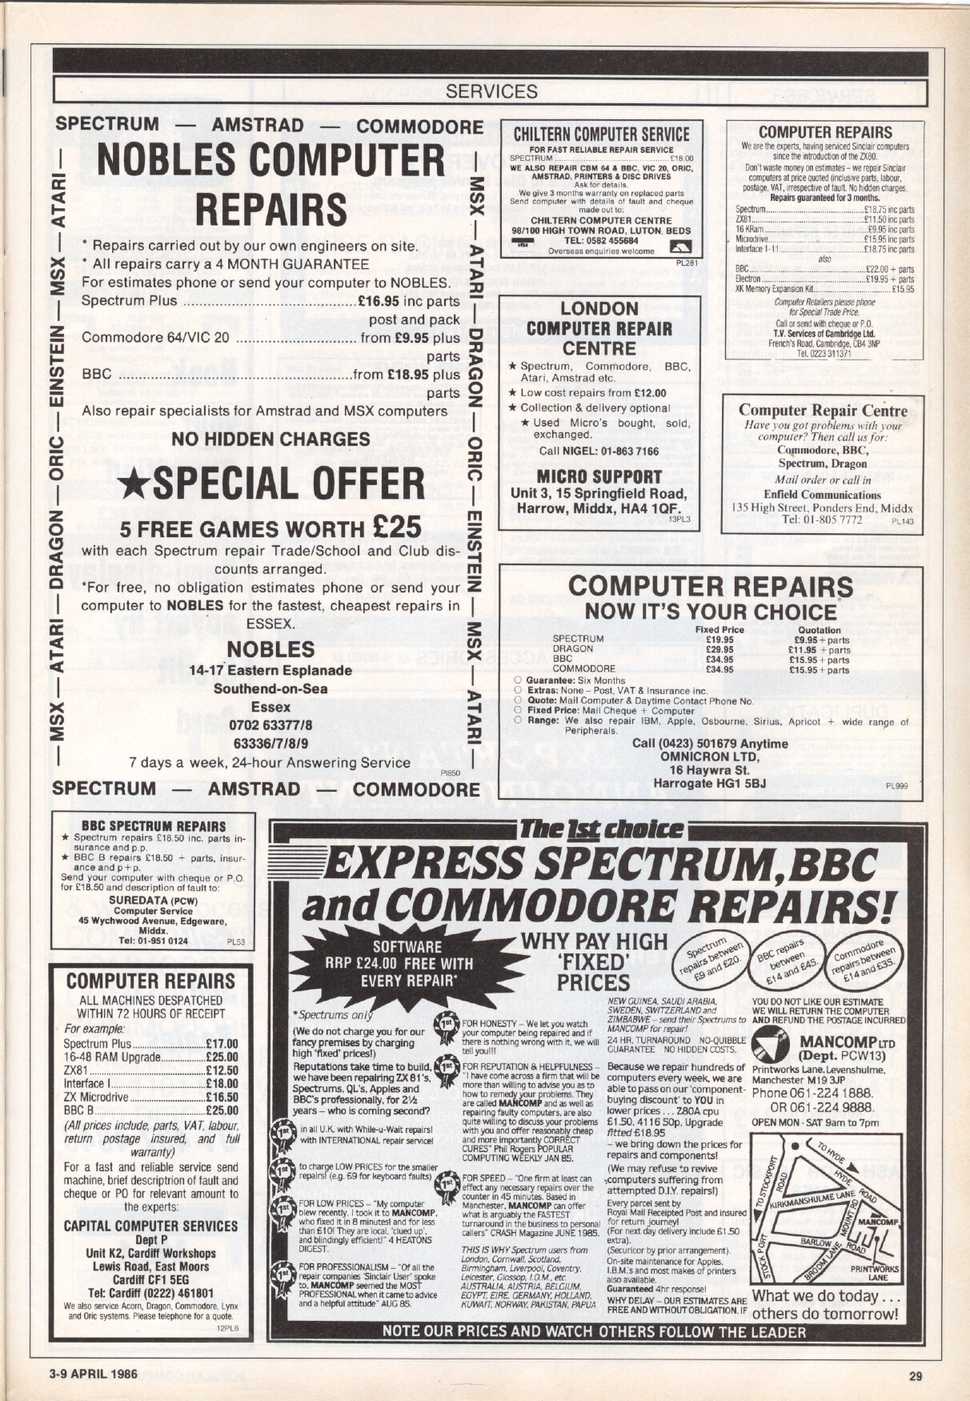 SERVICES
SPECTRUM — AMSTRAD — COMMODORE
— MSX — ATARI — DRAGON — ORIC — EINSTEIN — MSX — ATARI —
NOBLES COMPUTER
REPAIRS
* Repairs carried out by our own engineers on site.
* All repairs carry a 4 MONTH GUARANTEE
For estimates phone or send your computer to NOBLES.
Spectrum Plus ........ £16.95 inc parts
post and pack
Commodore 64/VIC 20 ........ from £9.95 plus
parts
BBC ........ from £18.95 plus
parts
Also repair specialists for Amstrad and MSX computers
NO HIDDEN CHARGES
★SPECIAL OFFER
5 FREE GAMES WORTH £25
with each Spectrum repair Trade/School and Club dis-
counts arranged.
*For free, no obligation estimates phone or send your
computer to NOBLES for the fastest, cheapest repairs in
ESSEX.
NOBLES
14-17 Eastern Esplanade
Southend-on-Sea
Essex
0702 63377/8
63336/7/8/9
7 days a week, 24-hour Answering Service
Pl850
— MSX — ATARI — DRAGON — ORIC — EINSTEIN — MSX — ATARI —
SPECTRUM — AMSTRAD — COMMODORE
CHILTERN COMPUTER SERVICE
FOR FAST RELIABLE REPAIR SERVICE
SPECTRUM ........ £18.00
WE ALSO REPAIR CBM 64 & BBC, VIC 20, ORIC,
AMSTRAD, PRINTERS & DISC DRIVES
Ask for details.
We give 3 months warranty on replaced parts
Send computer with details of fault and cheque
made out to:
CHILTERN COMPUTER CENTRE
98/100 HIGH TOWN ROAD, LUTON, BEDS
TEL: 0582 455684
Overseas enquiries welcome
PL281
COMPUTER REPAIRS
We are the experts, having serviced Sinclair computers
since the introduction of the ZX80.
Don't waste money on estimates – we repair Sinclair
computers at price quoted (inclusive parts, labour,
postage, VAT, irrespective of fault. No hidden charges.
Repairs guaranteed for 3 months.
Spectrum ........ £18.75 inc parts
ZX81 ........ £11.50 inc parts
16 KRam ........ £9.95 inc parts
Microdrive ........ £15.95 inc parts
Interface 1-11 ........ £18.75 inc parts
also
BBC ........ £22.00 + parts
Electron ........ £19.95 + parts
XK Memory Expansion Kit ........ £15.95
Computer Retailers please phone
for Special Trade Price.
Call or send with cheque or P.O.
T.V. Services of Cambridge Ltd.
French's Road, Cambridge, CB4 3NP
Tel. 0223 311371
LONDON
COMPUTER REPAIR
CENTRE
★ Spectrum, Commodore, BBC,
Atari, Amstrad etc.
★ Low cost repairs from £12.00
★ Collection & delivery optional
★ Used Micro's bought, sold,
exchanged.
Call NIGEL: 01-863 7166
MICRO SUPPORT
Unit 3, 15 Springfield Road,
Harrow, Middx, HA4 1QF.
13PL3
Computer Repair Centre
Have you got problems with your
computer? Then call us for:
Commodore, BBC,
Spectrum, Dragon
Mail order or call in
Enfield Communications
135 High Street, Ponders End, Middx
Tel: 01-805 7772
PL143
COMPUTER REPAIRS
NOW IT'S YOUR CHOICE
Fixed Price Quotation
SPECTRUM £19.95 £9.95 + parts
DRAGON £29.95 £11.95 + parts
BBC £34.95 £15.95 + parts
COMMODORE £34.95 £15.95 + parts
○ Guarantee: Six Months
○ Extras: None – Post, VAT & Insurance inc.
○ Quote: Mail Computer & Daytime Contact Phone No.
○ Fixed Price: Mail Cheque + Computer
○ Range: We also repair IBM, Apple, Osbourne, Sirius, Apricot + wide range of
Peripherals.
Call (0423) 501679 Anytime
OMNICRON LTD,
16 Haywra St.
Harrogate HG1 5BJ
PL999
BBC SPECTRUM REPAIRS
★ Spectrum repairs £18.50 inc. parts in-
surance and p.p.
★ BBC B repairs £18.50 + parts, insur-
ance and p+p.
Send your computer with cheque or P.O.
for £18.50 and description of fault to:
SUREDATA (PCW)
Computer Service
45 Wychwood Avenue, Edgeware,
Middx.
Tel: 01-951 0124
PL53
COMPUTER REPAIRS
ALL MACHINES DESPATCHED
WITHIN 72 HOURS OF RECEIPT
For example:
Spectrum Plus ........ £17.00
16-48 RAM Upgrade ........ £25.00
ZX81 ........ £12.50
Interface I ........ £18.00
ZX Microdrive ........ £16.50
BBC B ........ £25.00
(All prices include, parts, VAT, labour,
return postage insured, and full
warranty)
For a fast and reliable service send
machine, brief descriptrion of fault and
cheque or PO for relevant amount to
the experts:
CAPITAL COMPUTER SERVICES
Dept P
Unit K2, Cardiff Workshops
Lewis Road, East Moors
Cardiff CF1 5EG
Tel: Cardiff (0222) 461801
We also service Acorn, Dragon, Commodore, Lynx
and Oric systems. Please telephone for a quote.
12PL6
The 1st choice
EXPRESS SPECTRUM, BBC
and COMMODORE REPAIRS!
SOFTWARE
RRP £24.00 FREE WITH
EVERY REPAIR*
WHY PAY HIGH
'FIXED'
PRICES
Spectrum
repairs between
£9 and £20.
BBC repairs
between
£14 and £45.
Commodore
repairs between
£14 and £35.
*Spectrums only
(We do not charge you for our
fancy premises by charging
high 'fixed' prices!)
Reputations take time to build,
we have been repairing ZX 81's,
Spectrums, QL's, Apples and
BBC's professionally, for 2½
years – who is coming second?
1st in all U.K. with While-u-Wait repairs!
with INTERNATIONAL repair service!
1st to charge LOW PRICES for the smaller
repairs! (e.g. £9 for keyboard faults)
1st FOR LOW PRICES – "My computer
blew recently, I took it to MANCOMP,
who fixed it in 8 minutes! and for less
than £10! They are local, 'clued up',
and blindingly efficient!" 4 HEATONS
DIGEST.
1st FOR PROFESSIONALISM – "Of all the
repair companies 'Sinclair User' spoke
to, MANCOMP seemed the MOST
PROFESSIONAL when it came to advice
and a helpful attitude" AUG 85.
1st FOR HONESTY – We let you watch
your computer being repaired and if
there is nothing wrong with it, we will
tell you!!!
1st FOR REPUTATION & HELPFULNESS –
"I have come across a firm that will be
more than willing to advise you as to
how to remedy your problems. They
are called MANCOMP and as well as
repairing faulty computers, are also
quite willing to discuss your problems
with you and offer reasonably cheap
and more importantly CORRECT
CURES" Phil Rogers POPULAR
COMPUTING WEEKLY JAN 85.
1st FOR SPEED – "One firm at least can
effect any necessary repairs over the
counter in 45 minutes. Based in
Manchester, MANCOMP can offer
what is arguably the FASTEST
turnaround in the business to personal
callers" CRASH Magazine JUNE 1985.
THIS IS WHY Spectrum users from
London, Cornwall, Scotland,
Birmingham, Liverpool, Coventry,
Leicester, Glossop, I.O.M., etc
AUSTRALIA, AUSTRIA, BELGIUM,
EGYPT, EIRE, GERMANY, HOLLAND,
KUWAIT, NORWAY, PAKISTAN, PAPUA
NEW GUINEA, SAUDI ARABIA,
SWEDEN, SWITZERLAND and
ZIMBABWE – send their Spectrums to
MANCOMP for repair!
24 HR. TURNAROUND NO-QUIBBLE
GUARANTEE NO HIDDEN COSTS.
Because we repair hundreds of
computers every week, we are
able to pass on our 'component-
buying discount' to YOU in
lower prices . . . Z80A cpu
£1.50, 4116 50p, Upgrade
fitted £18.95
– we bring down the prices for
repairs and components!
(We may refuse to revive
computers suffering from
attempted D.I.Y. repairs!)
Every parcel sent by
Royal Mail Receipted Post and insured
for return journey!
(For next day delivery include £1.50
extra).
(Securicor by prior arrangement).
On-site maintenance for Apples,
I.B.M's and most makes of printers
also available.
Guaranteed 4hr response!
WHY DELAY – OUR ESTIMATES ARE
FREE AND WITHOUT OBLIGATION. IF
YOU DO NOT LIKE OUR ESTIMATE
WE WILL RETURN THE COMPUTER
AND REFUND THE POSTAGE INCURRED
MANCOMP LTD
(Dept. PCW13)
Printworks Lane, Levenshulme,
Manchester M19 3JP
Phone 061-224 1888.
OR 061-224 9888.
OPEN MON - SAT 9am to 7pm
TO HYDE
HYDE ROAD
TO STOCKPORT ROAD
KIRKMANSHULME LANE
MOUNT RD
MANCOMP
BARLOW ROAD
BROOM LANE
STOCK PORT
PRINTWORKS
LANE
What we do today . . .
others do tomorrow!
NOTE OUR PRICES AND WATCH OTHERS FOLLOW THE LEADER
3-9 APRIL 1986
29